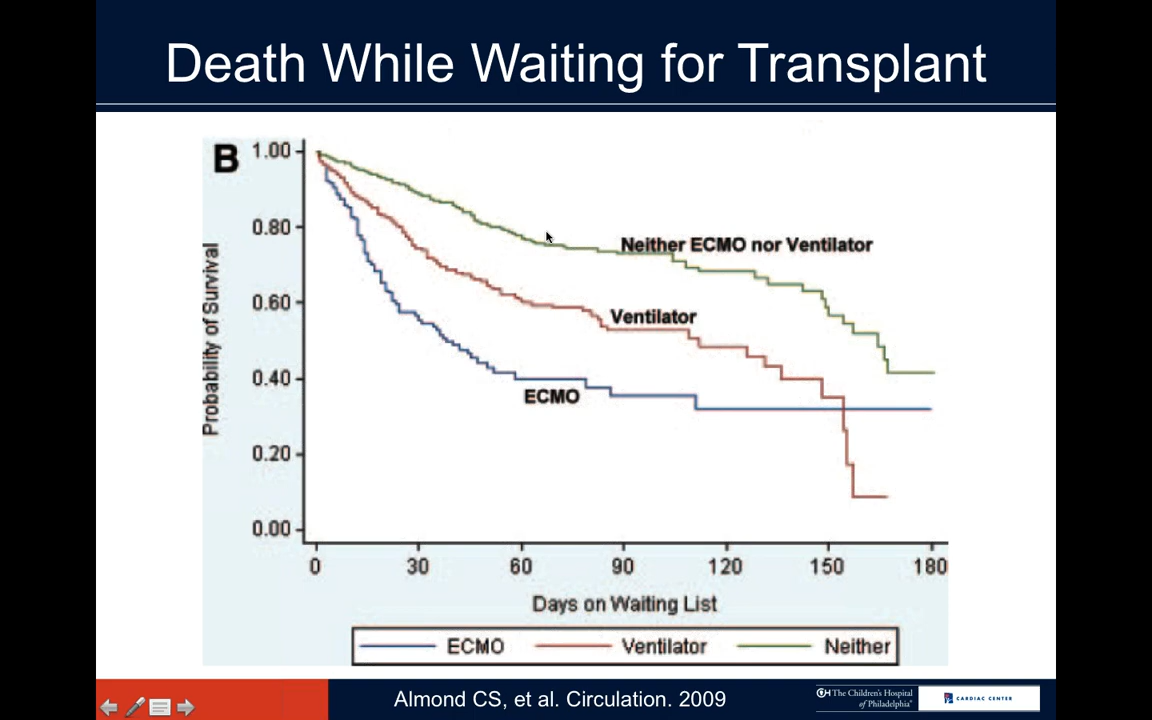 Death While Waiting for Transplant
B
1.00
0.80
0.60
0.40
0.20
0.00
Probability of Survival
Neither ECMO nor Ventilator
Ventilator
ECMO
0 30 60 90 120 150 180
Days on Waiting List
ECMO Ventilator Neither
Almond CS, et al. Circulation. 2009
CH The Children's Hospital
of Philadelphia
CARDIAC CENTER